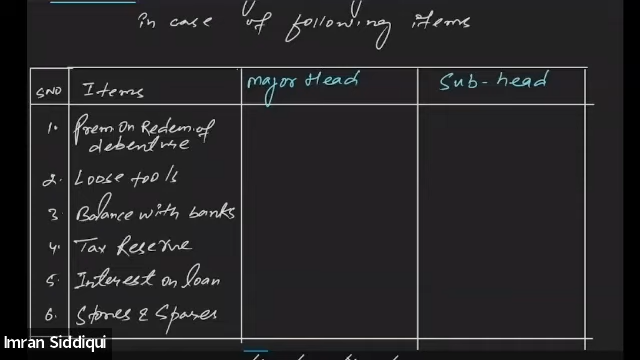 in case of following items
SNO Items Major Head Sub-head
1. Prem. On Redem. of
debenture
2. Loose tools
3. Balance with banks
4. Tax Reserve
5. Interest on loan
6. Stores & Spares
Imran Siddiqui